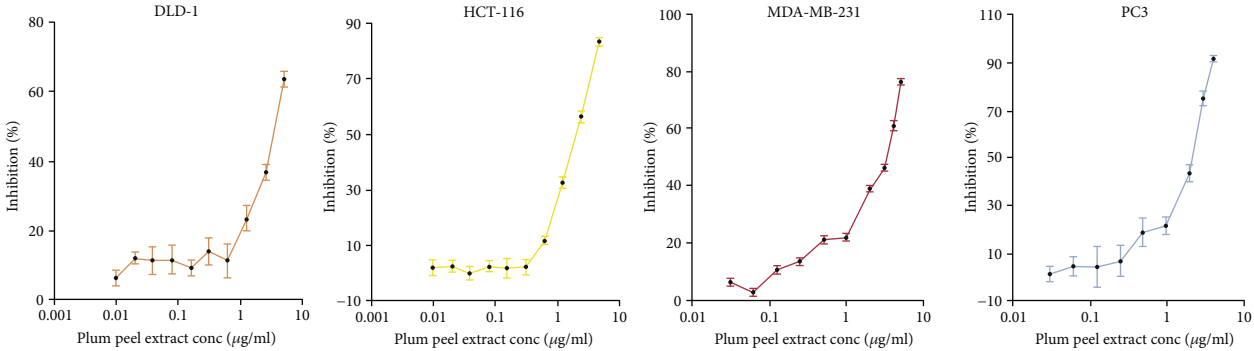 DLD-1
80
60
40
20
0
0.001 0.01 0.1 1 10
Inhibition (%)
Plum peel extract conc (μg/ml)
HCT-116
90
70
50
30
10
−10
0.001 0.01 0.1 1 10
Inhibition (%)
Plum peel extract conc (μg/ml)
MDA-MB-231
100
80
60
40
20
0
0.01 0.1 1 10
Inhibition (%)
Plum peel extract conc (μg/ml)
PC3
110
90
70
50
30
10
−10
0.01 0.1 1 10
Inhibition (%)
Plum peel extract conc (μg/ml)